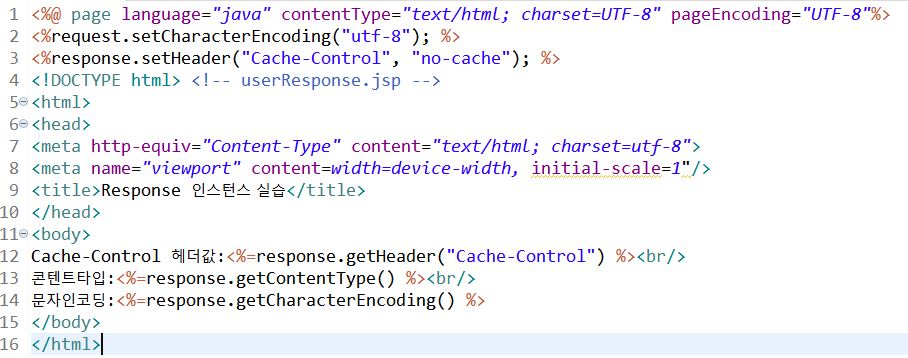 1 <%@ page language="java" contentType="text/html; charset=UTF-8" pageEncoding="UTF-8"%>
2 <%request.setCharacterEncoding("utf-8"); %>
3 <%response.setHeader("Cache-Control", "no-cache"); %>
4 <!DOCTYPE html> <!-- userResponse.jsp -->
5 <html>
6 <head>
7 <meta http-equiv="Content-Type" content="text/html; charset=utf-8">
8 <meta name="viewport" content=width=device-width, initial-scale=1"/>
9 <title>Response 인스턴스 실습</title>
10 </head>
11 <body>
12 Cache-Control 헤더값:<%=response.getHeader("Cache-Control") %><br/>
13 콘텐트타입:<%=response.getContentType() %><br/>
14 문자인코딩:<%=response.getCharacterEncoding() %>
15 </body>
16 </html>